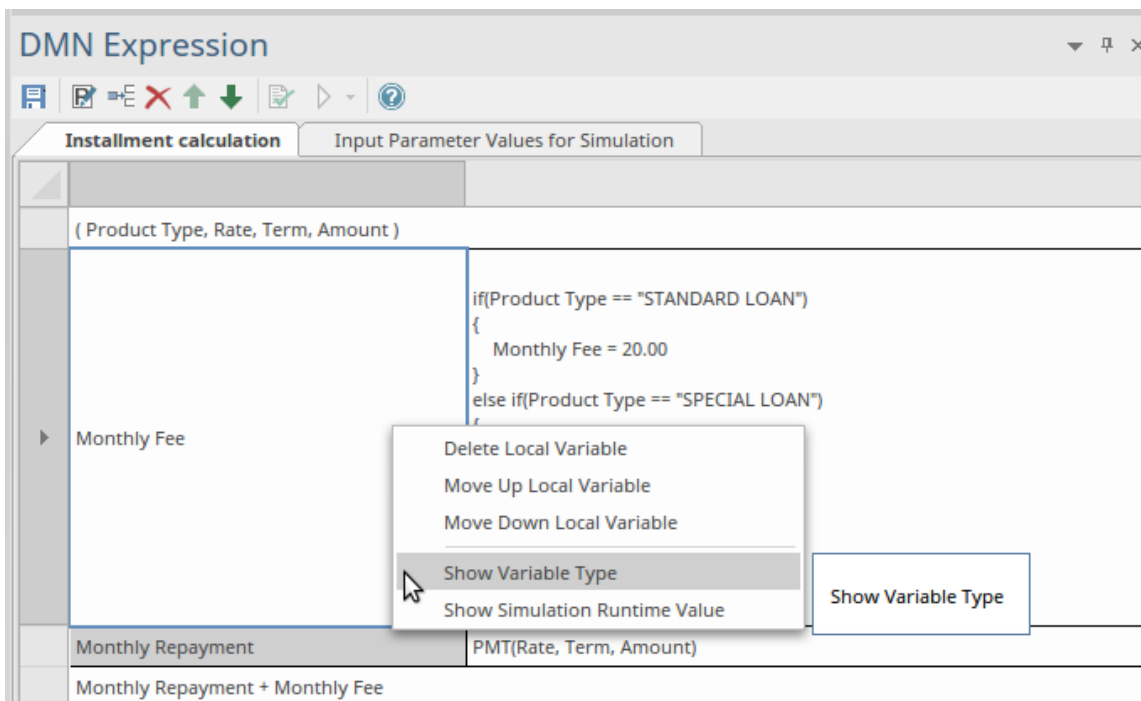 DMN Expression
Installment calculation
Input Parameter Values for Simulation
( Product Type, Rate, Term, Amount )
Monthly Fee
if(Product Type == "STANDARD LOAN")
{
Monthly Fee = 20.00
}
else if(Product Type == "SPECIAL LOAN")
{
Delete Local Variable
Move Up Local Variable
Move Down Local Variable
Show Variable Type
Show Simulation Runtime Value
Show Variable Type
Monthly Repayment
PMT(Rate, Term, Amount)
Monthly Repayment + Monthly Fee